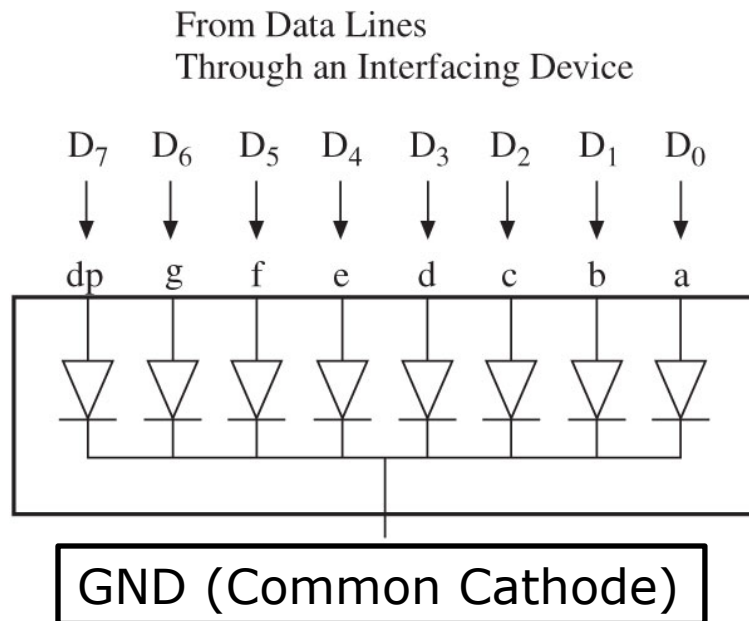 From Data Lines
Through an Interfacing Device
D₇ D₆ D₅ D₄ D₃ D₂ D₁ D₀
dp g f e d c b a
GND (Common Cathode)